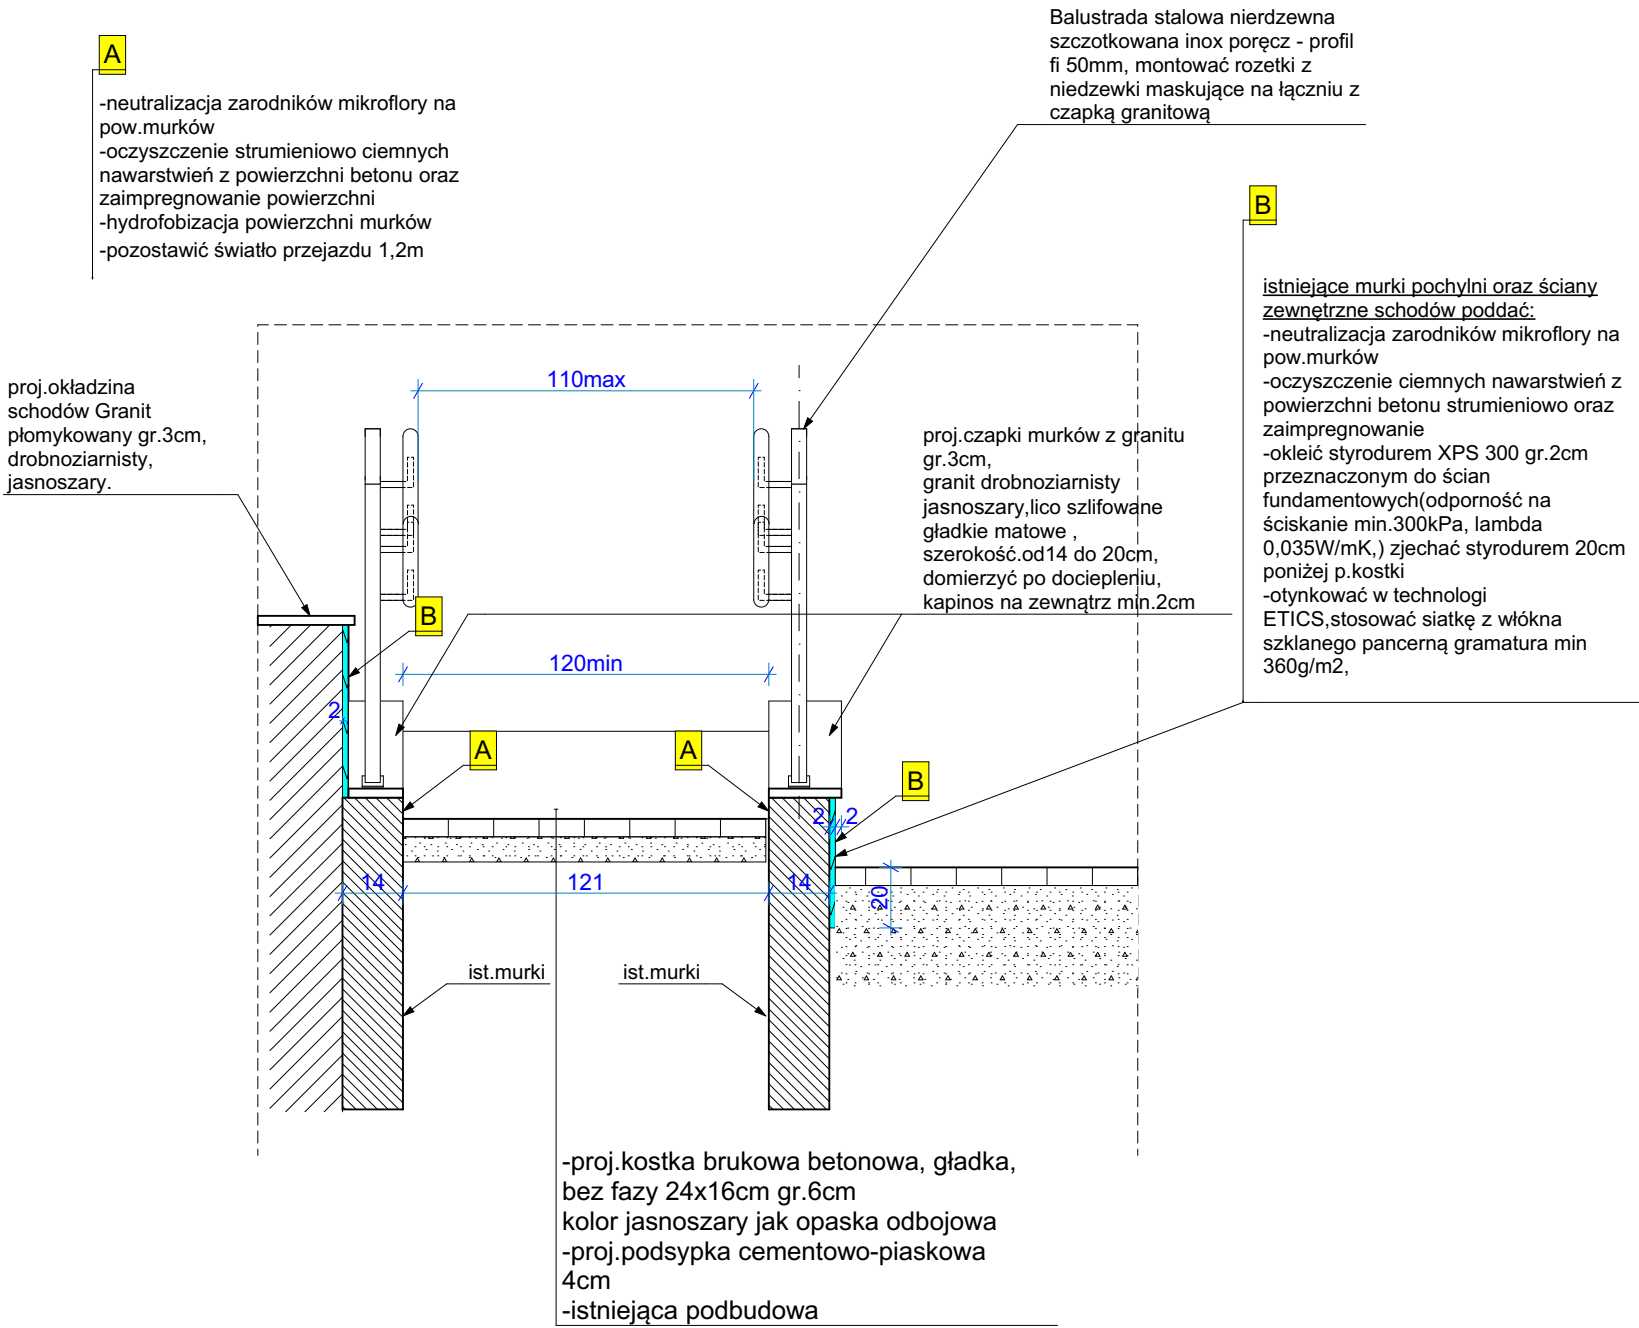 A
-neutralizacja zarodników mikroflory na
pow.murków
-oczyszczenie strumieniowo ciemnych
nawarstwień z powierzchni betonu oraz
zaimpregnowanie powierzchni
-hydrofobizacja powierzchni murków
-pozostawić światło przejazdu 1,2m
Balustrada stalowa nierdzewna
szczotkowana inox poręcz - profil
fi 50mm, montować rozetki z
niedzewki maskujące na łączniu z
czapką granitową
B
istniejące murki pochylni oraz ściany
zewnętrzne schodów poddać:
-neutralizacja zarodników mikroflory na
pow.murków
-oczyszczenie ciemnych nawarstwień z
powierzchni betonu strumieniowo oraz
zaimpregnowanie
-okleić styrodurem XPS 300 gr.2cm
przeznaczonym do ścian
fundamentowych(odporność na
ściskanie min.300kPa, lambda
0,035W/mK,) zjechać styrodurem 20cm
poniżej p.kostki
-otynkować w technologi
ETICS,stosować siatkę z włókna
szklanego pancerną gramatura min
360g/m2,
proj.okładzina
schodów Granit
płomykowany gr.3cm,
drobnoziarnisty,
jasnoszary.
110max
proj.czapki murków z granitu
gr.3cm,
granit drobnoziarnisty
jasnoszary,lico szlifowane
gładkie matowe ,
szerokość.od14 do 20cm,
domierzyć po dociepleniu,
kapinos na zewnątrz min.2cm
B
120min
2
A
A
B
2
2
14
121
14
20
ist.murki
ist.murki
-proj.kostka brukowa betonowa, gładka,
bez fazy 24x16cm gr.6cm
kolor jasnoszary jak opaska odbojowa
-proj.podsypka cementowo-piaskowa
4cm
-istniejąca podbudowa